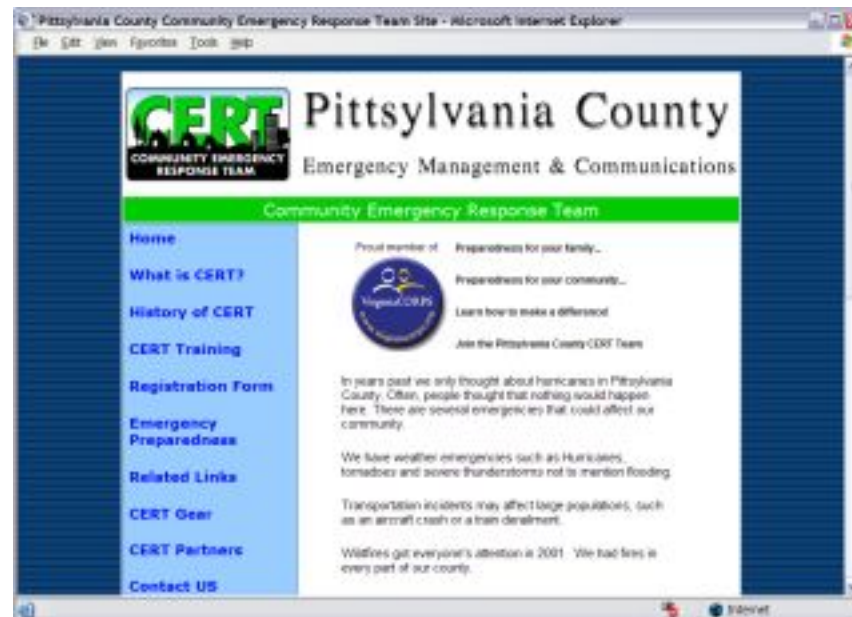 Pittsylvania County Community Emergency Response Team Site - Microsoft Internet Explorer
File Edit View Favorites Tools Help
CERT
COMMUNITY EMERGENCY
RESPONSE TEAM
Pittsylvania County
Emergency Management & Communications
Community Emergency Response Team
Home
What is CERT?
History of CERT
CERT Training
Registration Form
Emergency
Preparedness
Related Links
CERT Gear
CERT Partners
Contact US
Proud member of
VirginiaCORPS
Preparedness for your family...
Preparedness for your community...
Learn how to make a difference!
Join the Pittsylvania County CERT Team
In years past we only thought about hurricanes in Pittsylvania
County. Often, people thought that nothing would happen
here. There are several emergencies that could affect our
community.
We have weather emergencies such as Hurricanes,
tornadoes and severe thunderstorms not to mention flooding.
Transportation incidents may affect large populations, such
as an aircraft crash or a train derailment.
Wildfires got everyone's attention in 2001. We had fires in
every part of our county.
Internet